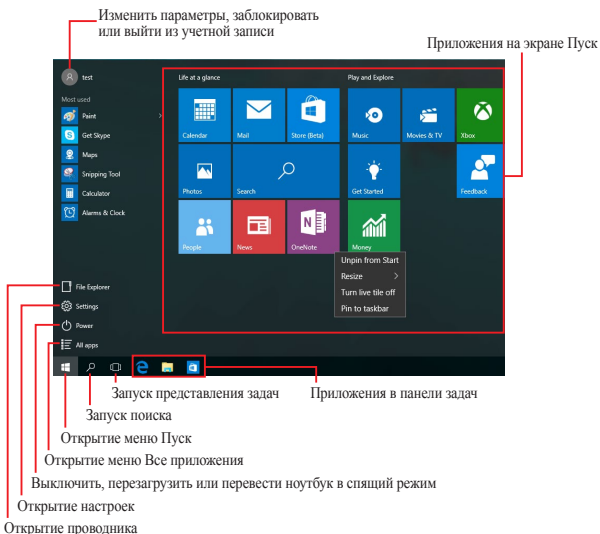 Изменить параметры, заблокировать
или выйти из учетной записи
Приложения на экране Пуск
test
Life at a glance
Play and Explore
Most used
Paint
Get Skype
Maps
Snipping Tool
Calculator
Alarms & Clock
Calendar
Mail
Store (Beta)
Music
Movies & TV
Xbox
Photos
Search
Get Started
Feedback
People
News
OneNote
Money
Unpin from Start
Resize
Turn live tile off
Pin to taskbar
File Explorer
Settings
Power
All apps
Запуск представления задач
Приложения в панели задач
Запуск поиска
Открытие меню Пуск
Открытие меню Все приложения
Выключить, перезагрузить или перевести ноутбук в спящий режим
Открытие настроек
Открытие проводника